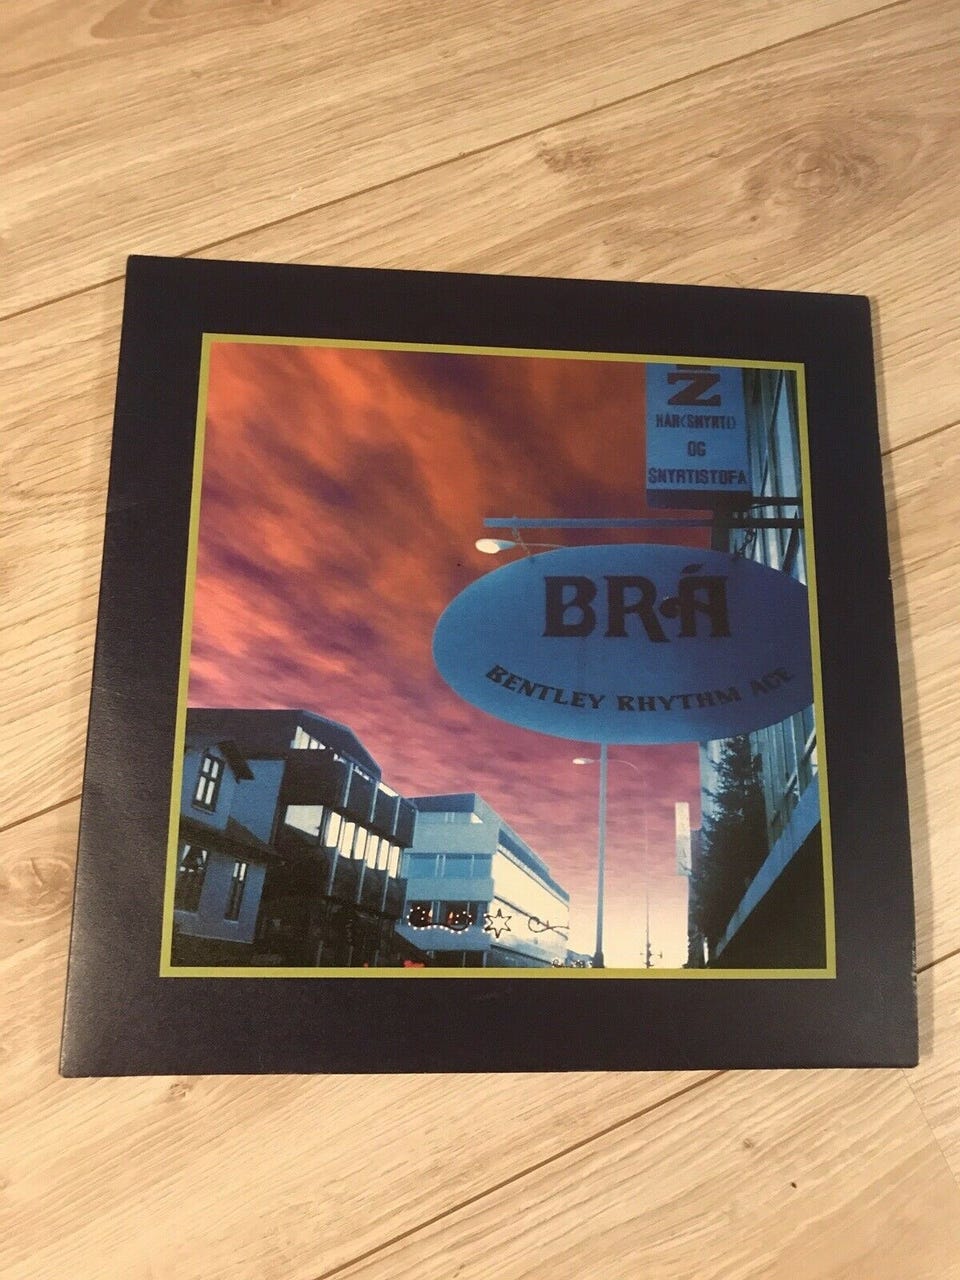 Z
HÁR(SNYRTI)
OG
SNYRTISTOFA
BRÁ
BENTLEY RHYTHM ACE